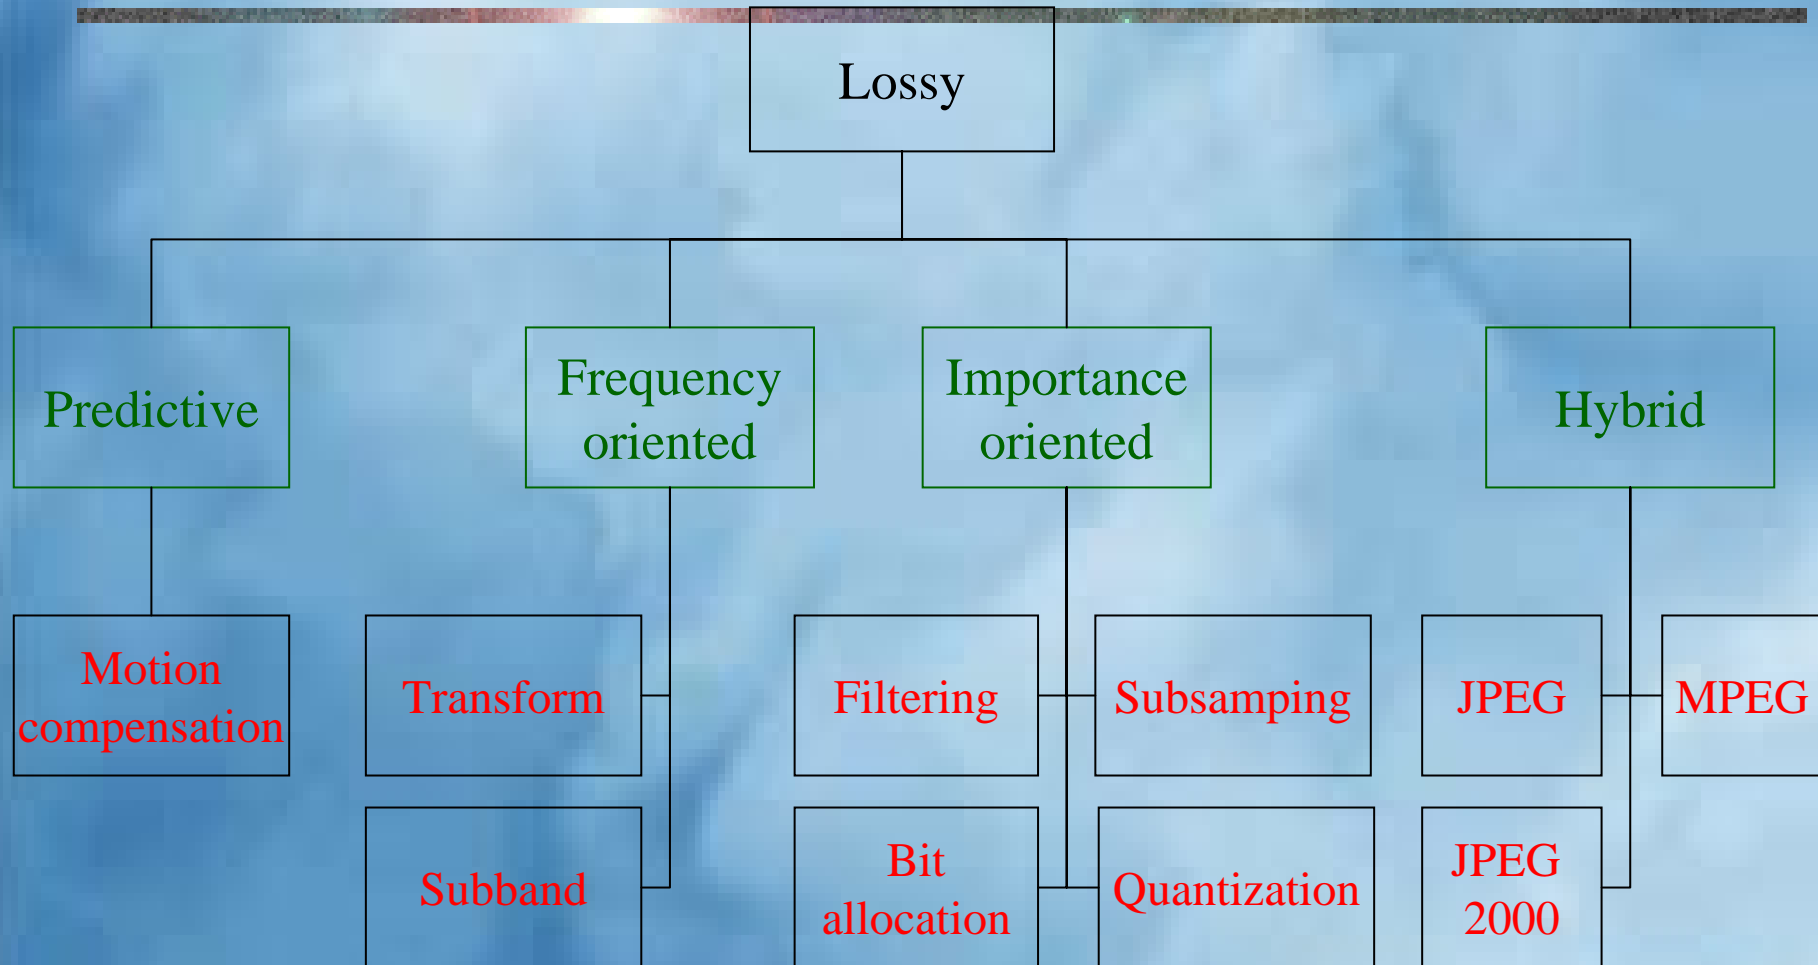 Lossy
Predictive
Frequency
oriented
Importance
oriented
Hybrid
Motion
compensation
Transform
Filtering
Subsamping
JPEG
MPEG
Subband
Bit
allocation
Quantization
JPEG
2000